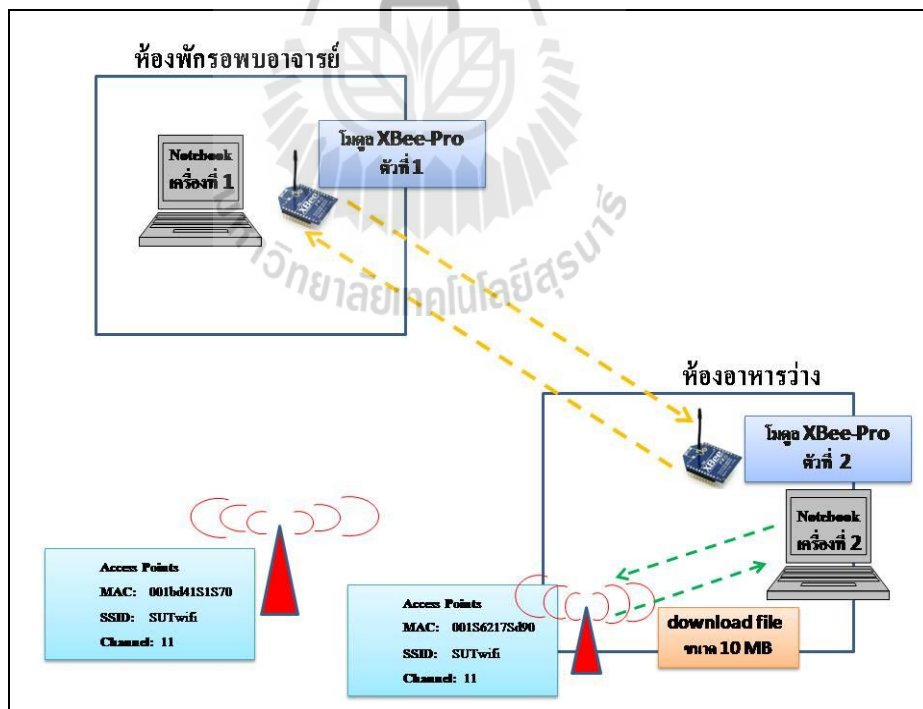 ห้องพักรอพบอาจารย์
Notebook
เครื่องที่ 1
โมดูล XBee-Pro
ตัวที่ 1
XBee
มหาวิทยาลัยเทคโนโลยีสุรนารี
ห้องอาหารว่าง
โมดูล XBee-Pro
ตัวที่ 2
XBee
Notebook
เครื่องที่ 2
Access Points
MAC: 001bd41S1S70
SSID: SUTwifi
Channel: 11
Access Points
MAC: 001S6217Sd90
SSID: SUTwifi
Channel: 11
download file
ขนาด 10 MB